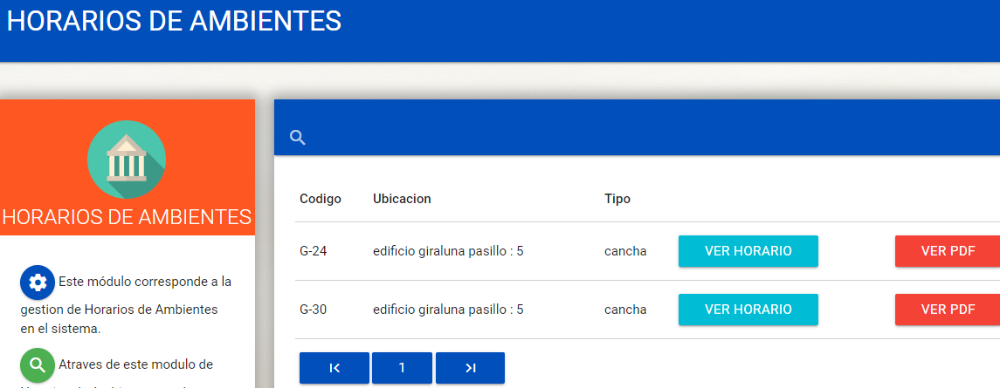 HORARIOS DE AMBIENTES
HORARIOS DE AMBIENTES
Este módulo corresponde a la
gestion de Horarios de Ambientes
en el sistema.
Atraves de este modulo de
Codigo Ubicacion Tipo
G-24 edificio giraluna pasillo : 5 cancha VER HORARIO VER PDF
G-30 edificio giraluna pasillo : 5 cancha VER HORARIO VER PDF
1